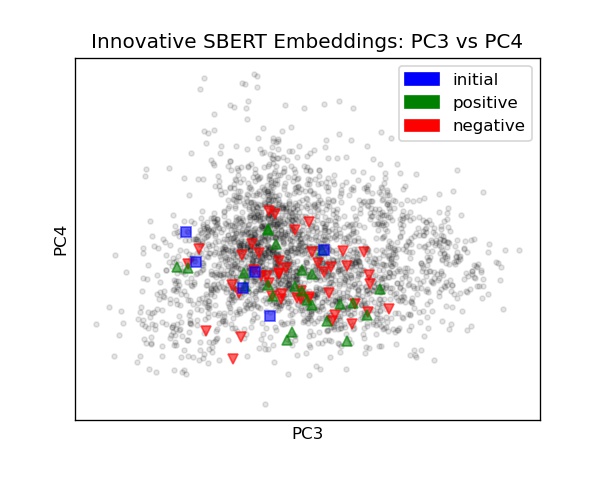 Innovative SBERT Embeddings: PC3 vs PC4
initial
positive
negative
PC4
PC3